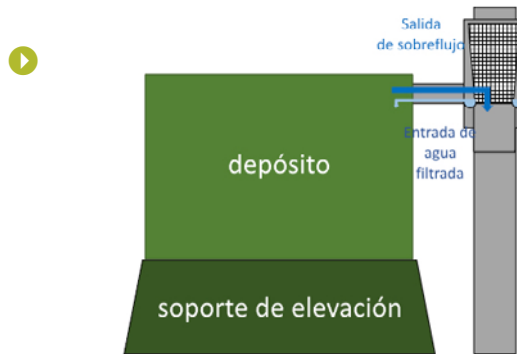 Salida
de sobreflujo
Entrada de
agua
filtrada
depósito
soporte de elevación